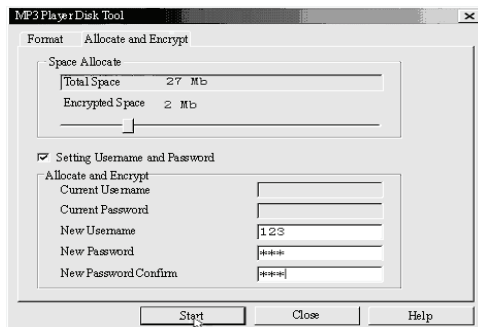 MP3 Player Disk Tool
Format Allocate and Encrypt
Space Allocate
Total Space 27 Mb
Encrypted Space 2 Mb
Setting Username and Password
Allocate and Encrypt
Current Username
Current Password
New Username 123
New Password ***
New Password Confirm ***
Start Close Help